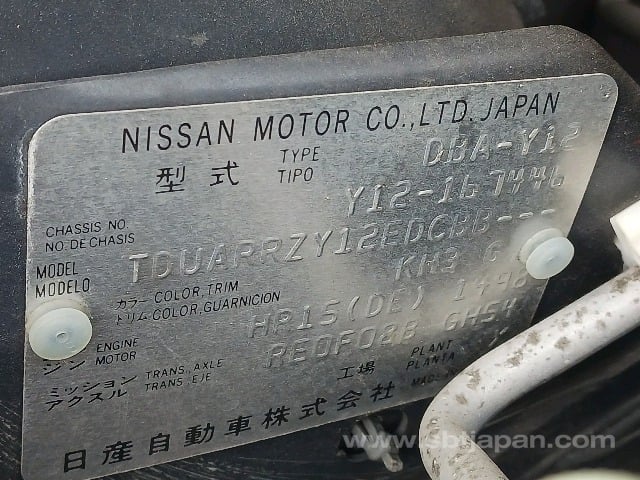 NISSAN MOTOR CO.,LTD. JAPAN
型式 TYPE TIPO DBA-Y12
CHASSIS NO. NO. DE CHASIS Y12-167446
MODEL MODELO TDUARRZY12EDCBB---
カラー トリム COLOR,TRIM COLOR, GUARNICION KH3 G
エンジン ENGINE MOTOR HR15(DE) 1498
ミッション アクスル TRANS., AXLE TRANS., EJE RE0F08B GH54
工場 PLANT PLANTA
日産自動車株式会社 MADE
www.sbtjapan.com